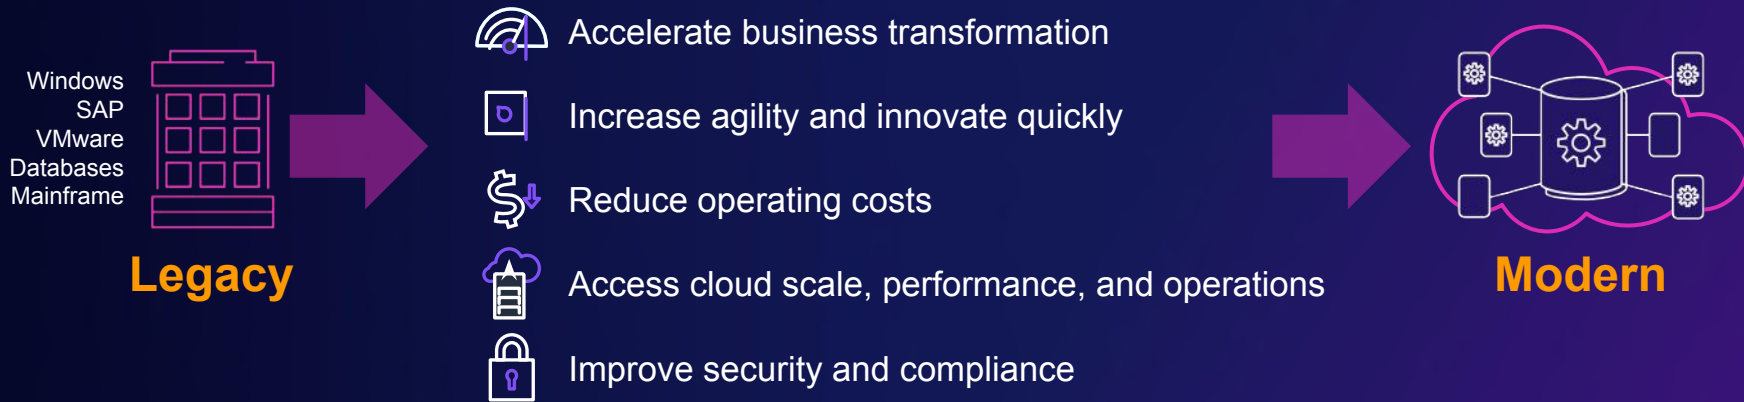 Windows
SAP
VMware
Databases
Mainframe
Legacy
Accelerate business transformation
Increase agility and innovate quickly
Reduce operating costs
Access cloud scale, performance, and operations
Improve security and compliance
Modern